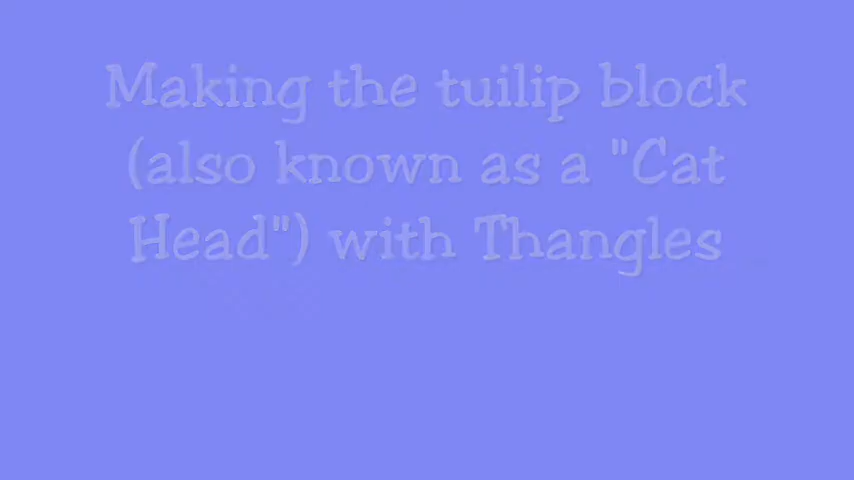 Making the tuilip block
(also known as a "Cat
Head") with Thangles